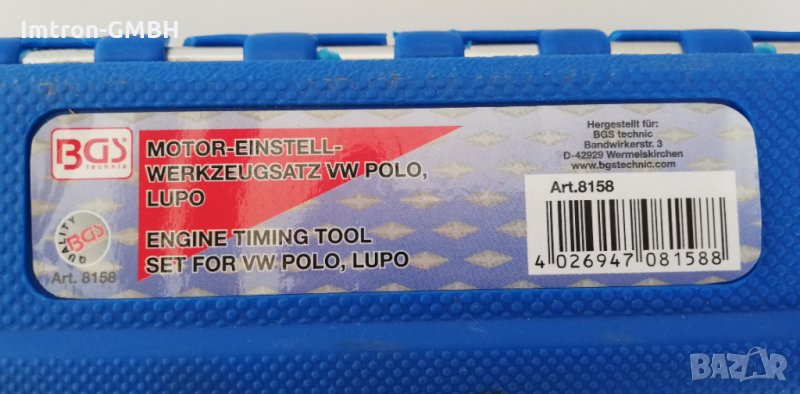 Imtron-GMBH
BGS
technic
MOTOR-EINSTELL-
WERKZEUGSATZ VW POLO,
LUPO
ENGINE TIMING TOOL
SET FOR VW POLO, LUPO
QUALITY
BGS
Art. 8158
Hergestellt für:
BGS technic
Bandwirkerstr. 3
D-42929 Wermelskirchen
www.bgstechnic.com
Art.8158
4 026947 081588
BAZAR